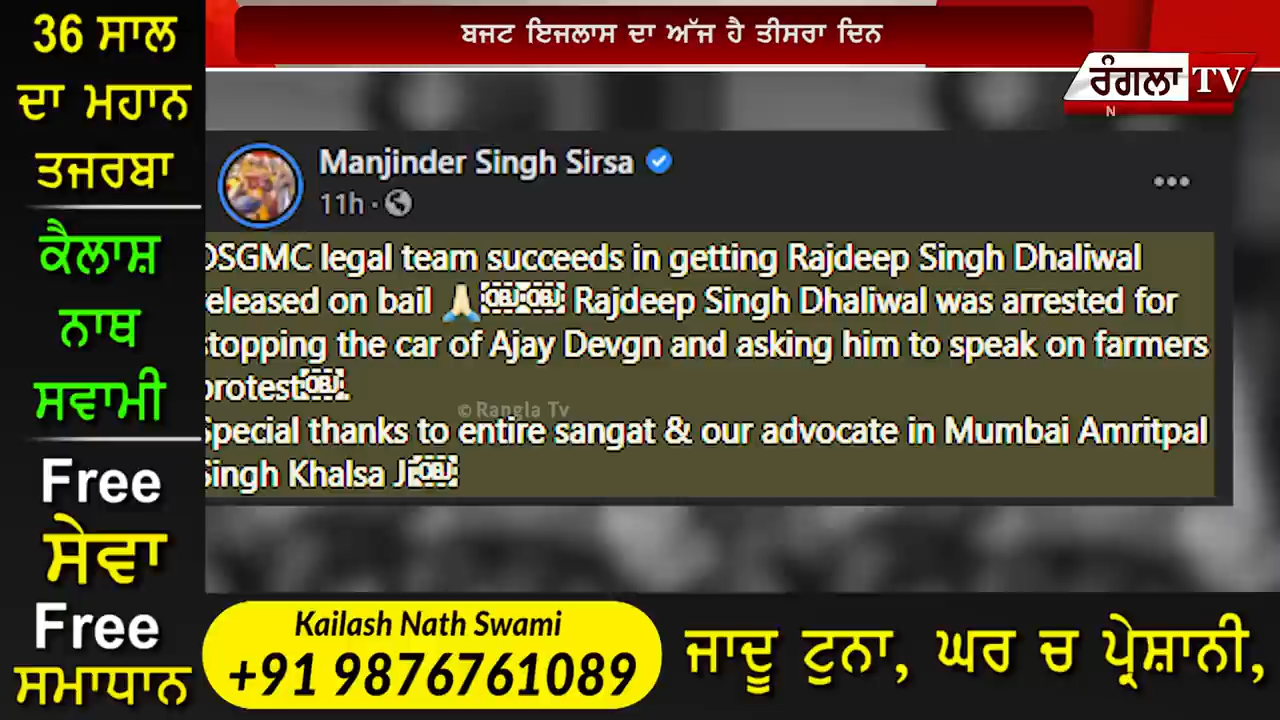 36 ਸਾਲ
ਦਾ ਮਹਾਨ
ਤਜਰਬਾ
ਕੈਲਾਸ਼
ਨਾਥ
ਸਵਾਮੀ
Free
ਸੇਵਾ
Free
ਸਮਾਧਾਨ
ਬਜਟ ਇਜਲਾਸ ਦਾ ਅੱਜ ਹੈ ਤੀਸਰਾ ਦਿਨ
ਰੰਗਲਾ TV
N
Manjinder Singh Sirsa
11h ·
DSGMC legal team succeeds in getting Rajdeep Singh Dhaliwal
released on bail 🙏🏻 Rajdeep Singh Dhaliwal was arrested for
stopping the car of Ajay Devgn and asking him to speak on farmers
protest
© Rangla Tv
Special thanks to entire sangat & our advocate in Mumbai Amritpal
Singh Khalsa Ji
Kailash Nath Swami
+91 9876761089
ਜਾਦੂ ਟੁਨਾ, ਘਰ ਚ ਪ੍ਰੇਸ਼ਾਨੀ,